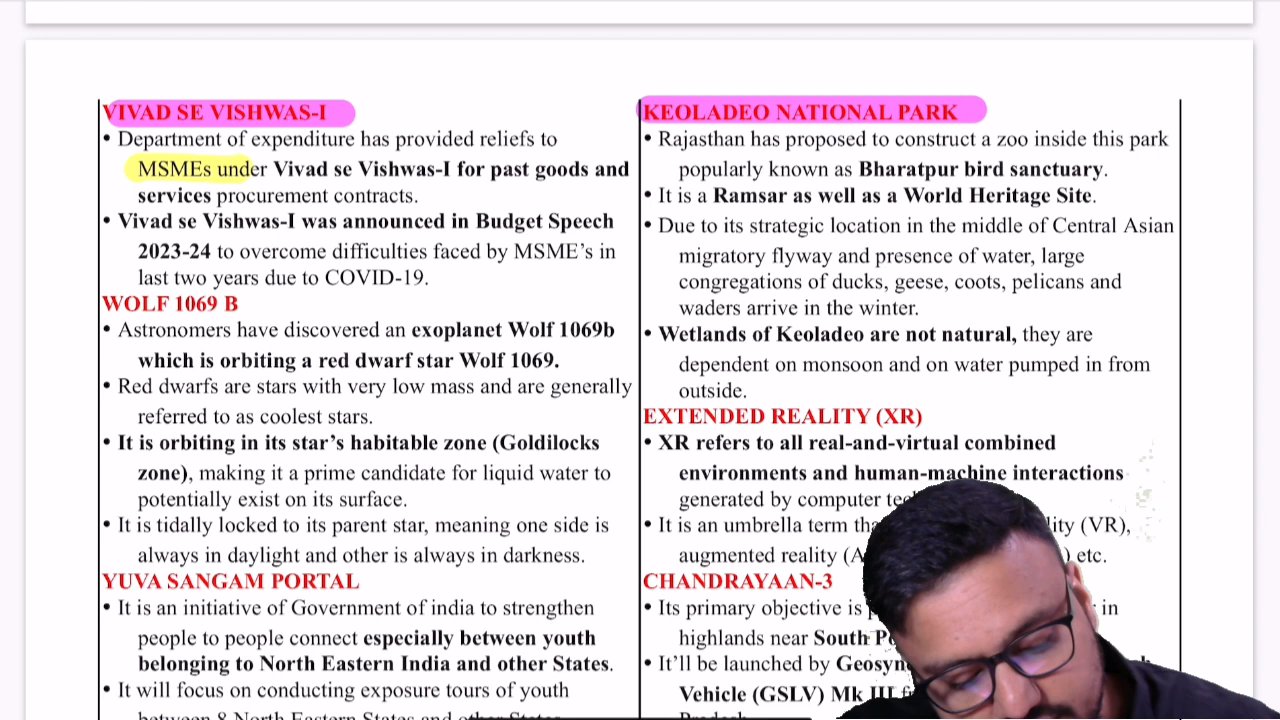 VIVAD SE VISHWAS-I
• Department of expenditure has provided reliefs to
MSMEs under Vivad se Vishwas-I for past goods and
services procurement contracts.
• Vivad se Vishwas-I was announced in Budget Speech
2023-24 to overcome difficulties faced by MSME’s in
last two years due to COVID-19.
WOLF 1069 B
• Astronomers have discovered an exoplanet Wolf 1069b
which is orbiting a red dwarf star Wolf 1069.
• Red dwarfs are stars with very low mass and are generally
referred to as coolest stars.
• It is orbiting in its star’s habitable zone (Goldilocks
zone), making it a prime candidate for liquid water to
potentially exist on its surface.
• It is tidally locked to its parent star, meaning one side is
always in daylight and other is always in darkness.
YUVA SANGAM PORTAL
• It is an initiative of Government of india to strengthen
people to people connect especially between youth
belonging to North Eastern India and other States.
• It will focus on conducting exposure tours of youth
between 8 North Eastern States and other States
KEOLADEO NATIONAL PARK
• Rajasthan has proposed to construct a zoo inside this park
popularly known as Bharatpur bird sanctuary.
• It is a Ramsar as well as a World Heritage Site.
• Due to its strategic location in the middle of Central Asian
migratory flyway and presence of water, large
congregations of ducks, geese, coots, pelicans and
waders arrive in the winter.
• Wetlands of Keoladeo are not natural, they are
dependent on monsoon and on water pumped in from
outside.
EXTENDED REALITY (XR)
• XR refers to all real-and-virtual combined
environments and human-machine interactions
generated by computer
• It is an umbrella term (VR),
augmented reality ) etc.
CHANDRAYAAN-3
• Its primary objective is in
highlands near South
• It’ll be launched by
Vehicle (GSLV) Mk III